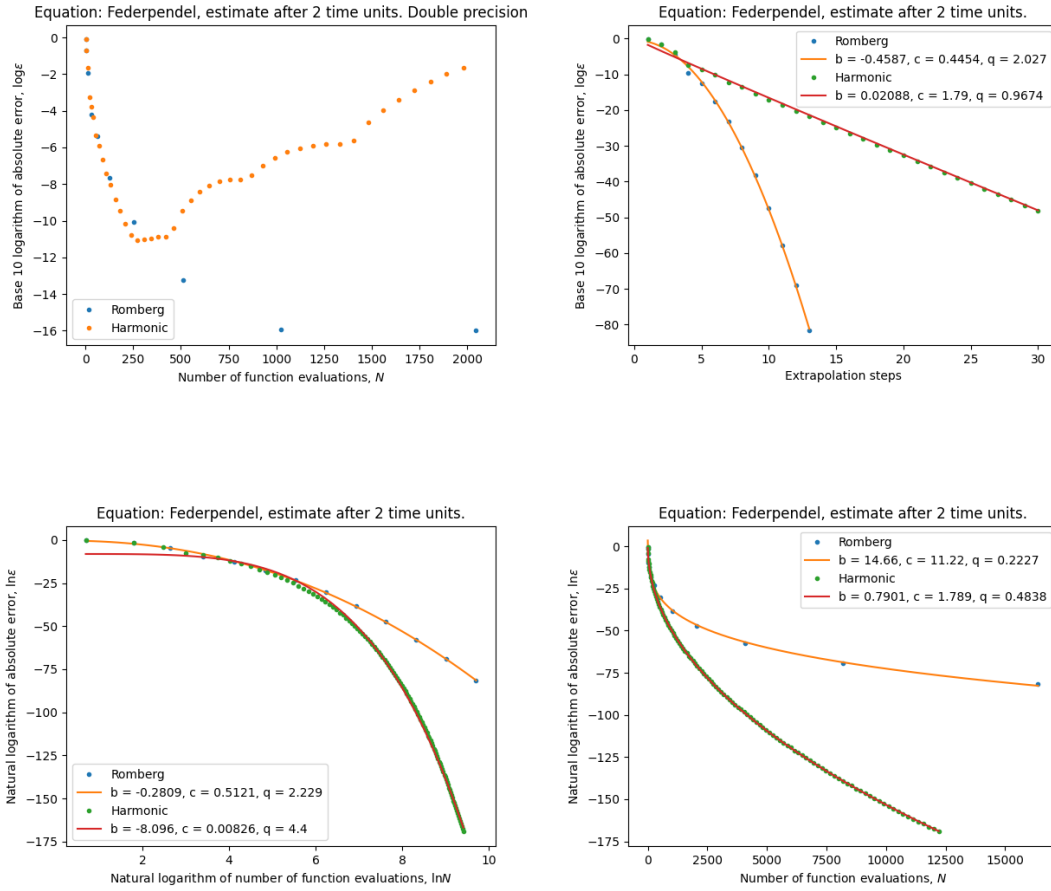 Equation: Federpendel, estimate after 2 time units. Double precision
Base 10 logarithm of absolute error, logε
0
−2
−4
−6
−8
−10
−12
−14
−16
Romberg
Harmonic
0 250 500 750 1000 1250 1500 1750 2000
Number of function evaluations, N
Equation: Federpendel, estimate after 2 time units.
Base 10 logarithm of absolute error, logε
0
−10
−20
−30
−40
−50
−60
−70
−80
Romberg
b = -0.4587, c = 0.4454, q = 2.027
Harmonic
b = 0.02088, c = 1.79, q = 0.9674
0 5 10 15 20 25 30
Extrapolation steps
Equation: Federpendel, estimate after 2 time units.
Natural logarithm of absolute error, lnε
0
−25
−50
−75
−100
−125
−150
−175
Romberg
b = -0.2809, c = 0.5121, q = 2.229
Harmonic
b = -8.096, c = 0.00826, q = 4.4
2 4 6 8 10
Natural logarithm of number of function evaluations, lnN
Equation: Federpendel, estimate after 2 time units.
Natural logarithm of absolute error, lnε
0
−25
−50
−75
−100
−125
−150
−175
Romberg
b = 14.66, c = 11.22, q = 0.2227
Harmonic
b = 0.7901, c = 1.789, q = 0.4838
0 2500 5000 7500 10000 12500 15000
Number of function evaluations, N